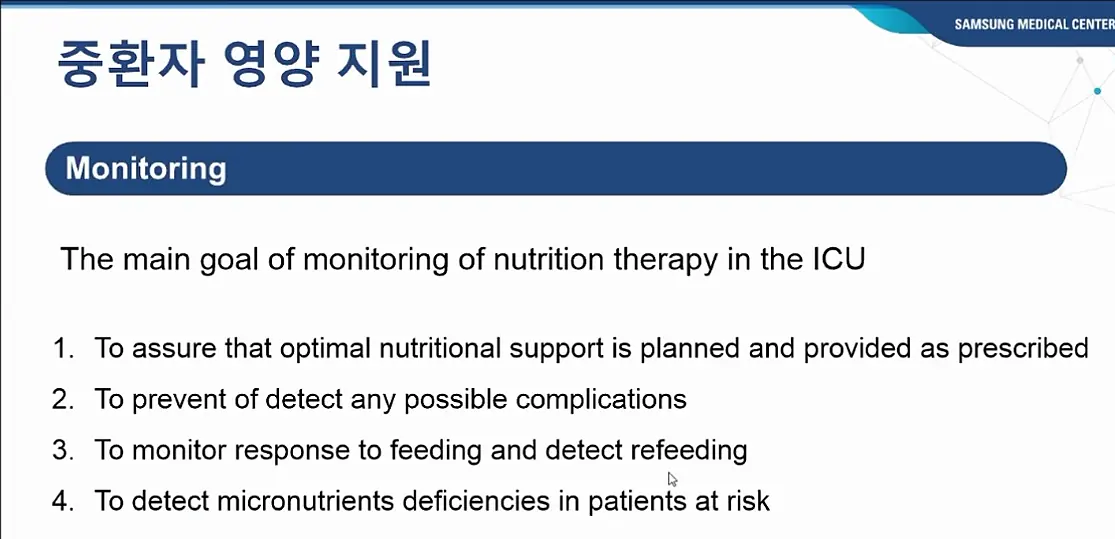 SAMSUNG MEDICAL CENTER
중환자 영양 지원
Monitoring
The main goal of monitoring of nutrition therapy in the ICU
1. To assure that optimal nutritional support is planned and provided as prescribed
2. To prevent of detect any possible complications
3. To monitor response to feeding and detect refeeding
4. To detect micronutrients deficiencies in patients at risk